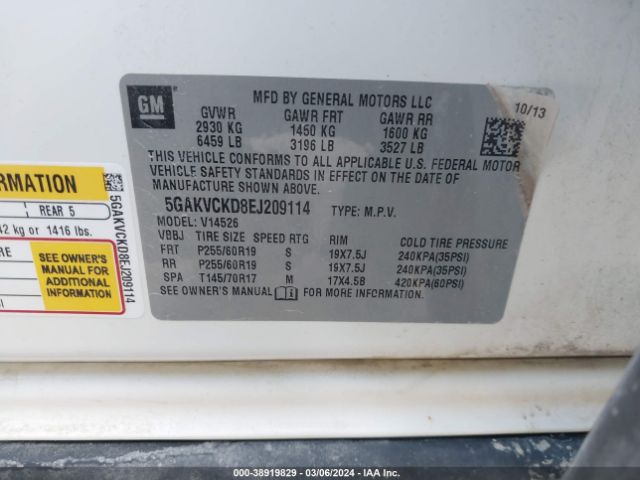 GM
MFD BY GENERAL MOTORS LLC
10/13
GVWR GAWR FRT GAWR RR
2930 KG 1450 KG 1600 KG
6459 LB 3196 LB 3527 LB
THIS VEHICLE CONFORMS TO ALL APPLICABLE U.S. FEDERAL MOTOR
VEHICLE SAFETY STANDARDS IN EFFECT ON THE DATE OF
MANUFACTURE SHOWN ABOVE.
5GAKVCKD8EJ209114 TYPE: M.P.V.
MODEL: V14526
VBBJ TIRE SIZE SPEED RTG RIM COLD TIRE PRESSURE
FRT P255/60R19 S 19X7.5J 240KPA(35PSI)
RR P255/60R19 S 19X7.5J 240KPA(35PSI)
SPA T145/70R17 M 17X4.5B 420KPA(60PSI)
SEE OWNER'S MANUAL FOR MORE INFORMATION.
ORMATION
REAR 5
42 kg or 1416 lbs.
RE
SEE OWNER'S
MANUAL FOR
ADDITIONAL
INFORMATION
5GAKVCKD8EJ209114
000-38919829 - 03/06/2024 - IAAI.COM